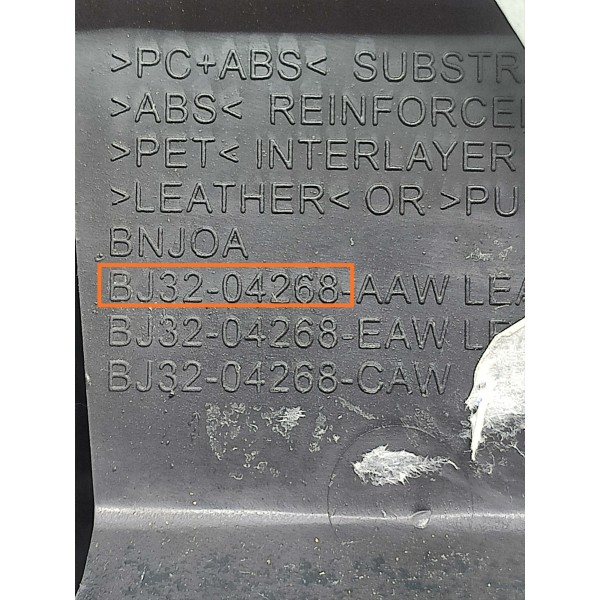 >PC+ABS< SUBSTR
>ABS< REINFORCE
>PET< INTERLAYER
>LEATHER< OR >PU
BNJOA
BJ32-04268-AAW LEA
BJ32-04268-EAW LE
BJ32-04268-CAW